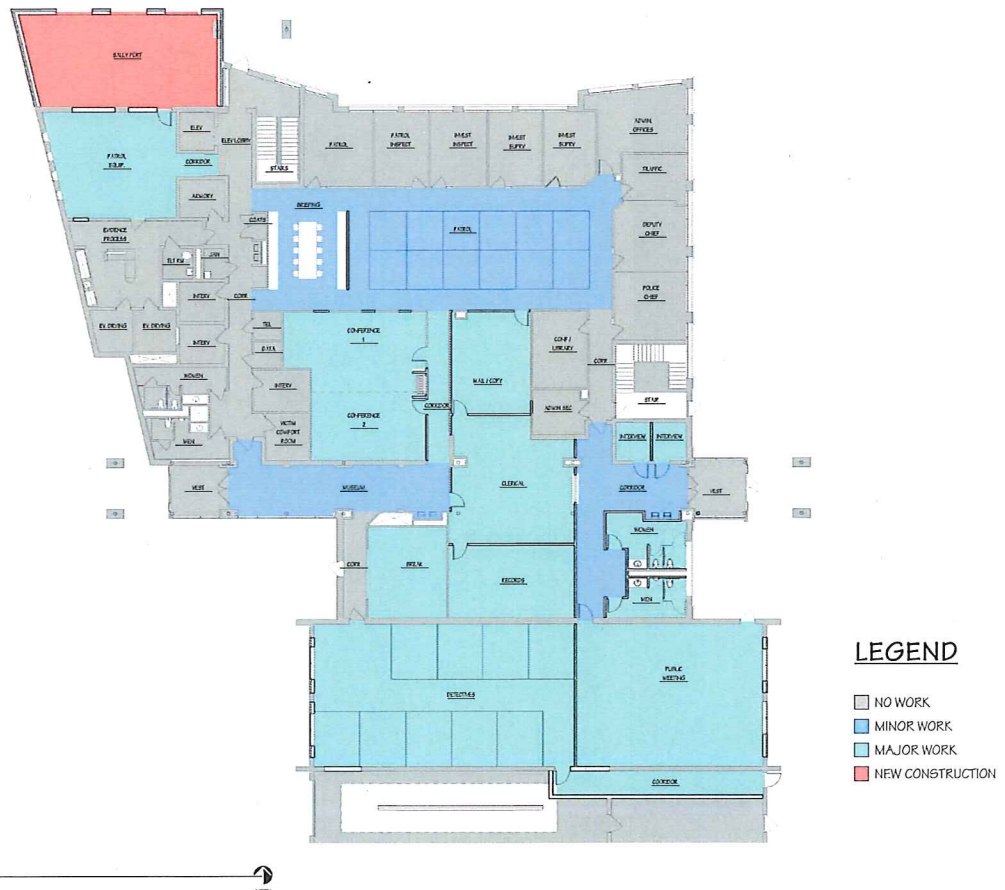 SALLY PORT
ELEV
ELEV LOBBY
PATROL
EQUIP.
CORRIDOR
STAIRS
PATROL
PATROL
INSPECT
INVEST
INSPECT
INVEST
SUPRV
INVEST
SUPRV
ADMIN.
OFFICES
TRAFFIC
ARMORY
BRIEFING
COATS
PATROL
DEPUTY
CHIEF
EVIDENCE
PROCESS
JAN
INTERV
CORR
POLICE
CHIEF
EV. DRYING
EV. DRYING
INTERV
TEL
DATA
CONFERENCE
1
MAIL / COPY
CONF /
LIBRARY
CORR
WOMEN
INTERV
CONFERENCE
2
CORRIDOR
ADMIN SEC
STAIR
MEN
VICTIM
COMFORT
ROOM
INTERVIEW
INTERVIEW
VEST
MUSEUM
CLERICAL
CORRIDOR
VEST
WOMEN
CORR
BREAK
RECORDS
MEN
DETECTIVES
PUBLIC
MEETING
CORRIDOR
LEGEND
NO WORK
MINOR WORK
MAJOR WORK
NEW CONSTRUCTION